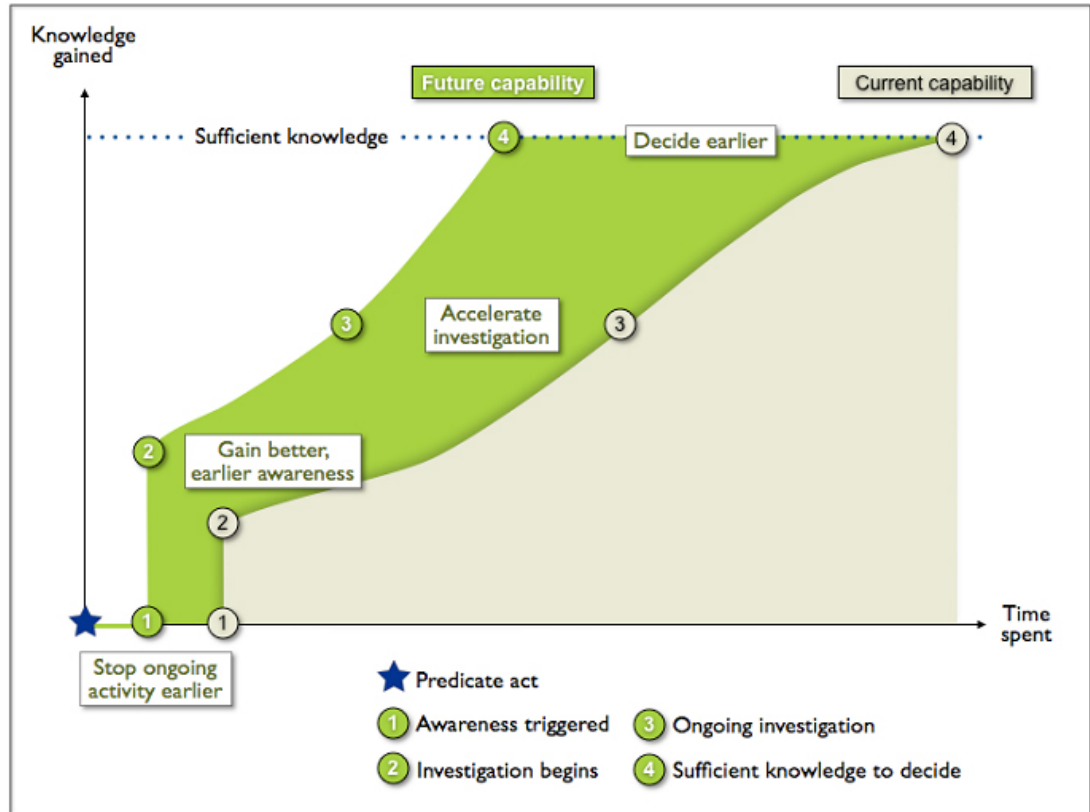 Knowledge
gained
Future capability
Current capability
Sufficient knowledge
4
Decide earlier
4
3
Accelerate
investigation
3
2
Gain better,
earlier awareness
2
1
1
Time
spent
Stop ongoing
activity earlier
Predicate act
1 Awareness triggered
3 Ongoing investigation
2 Investigation begins
4 Sufficient knowledge to decide